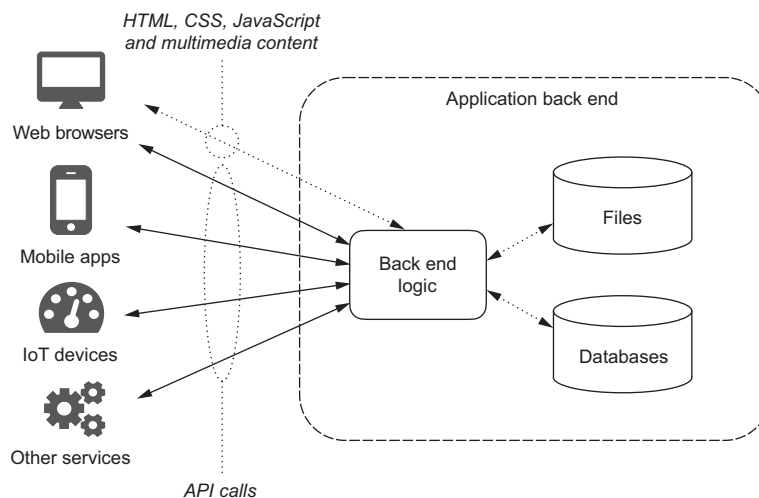 HTML, CSS, JavaScript
and multimedia content
Application back end
Web browsers
Mobile apps
IoT devices
Other services
Back end
logic
Files
Databases
API calls